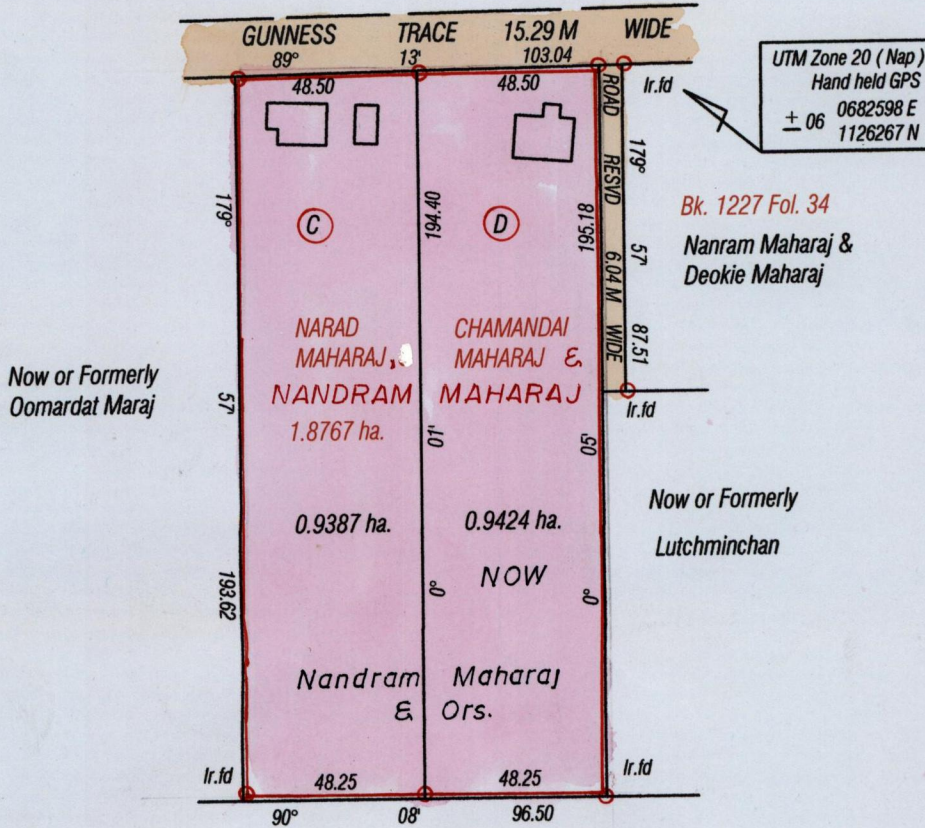 GUNNESS TRACE 15.29 M WIDE
89° 13' 103.04
48.50 48.50
Ir.fd
UTM Zone 20 ( Nap )
Hand held GPS
± 06 0682598 E
1126267 N
ROAD RESVD 6.04 M WIDE
179° 57' 87.51
Bk. 1227 Fol. 34
Nanram Maharaj &
Deokie Maharaj
C D
179° 57' 193.62
194.40 01' 0°
195.18 05' 0°
NARAD CHAMANDAI
MAHARAJ, MAHARAJ &
NANDRAM MAHARAJ
1.8767 ha.
Now or Formerly
Oomardat Maraj
Ir.fd
0.9387 ha. 0.9424 ha.
NOW
Now or Formerly
Lutchminchan
Nandram Maharaj
& Ors.
Ir.fd 48.25 48.25 Ir.fd
90° 08' 96.50